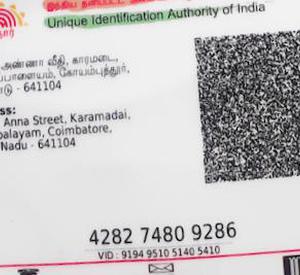 Unique Identification Authority of India
அண்ணா வீதி, காரமடை,
கோயம்புத்தூர்,
- 641104
ss:
Anna Street, Karamadai,
palayam, Coimbatore,
Nadu - 641104
4282 7480 9286
VID : 9194 9510 5140 5410